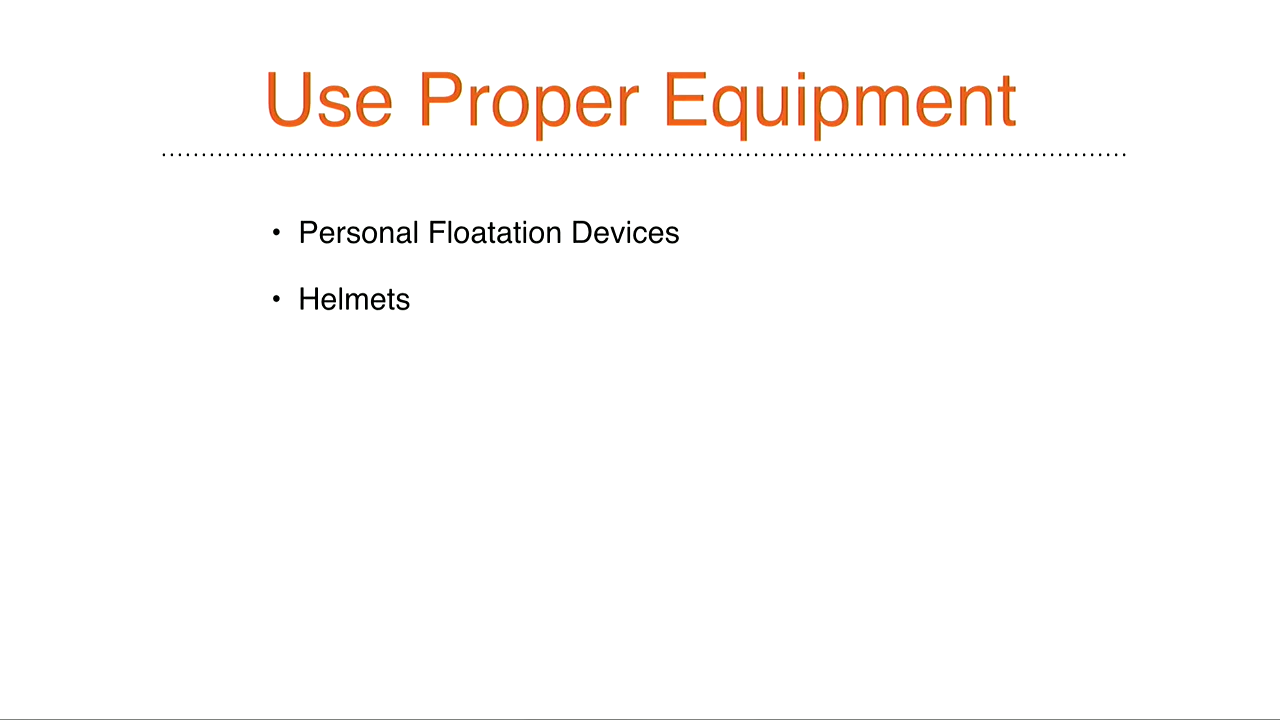 Use Proper Equipment
• Personal Floatation Devices
• Helmets